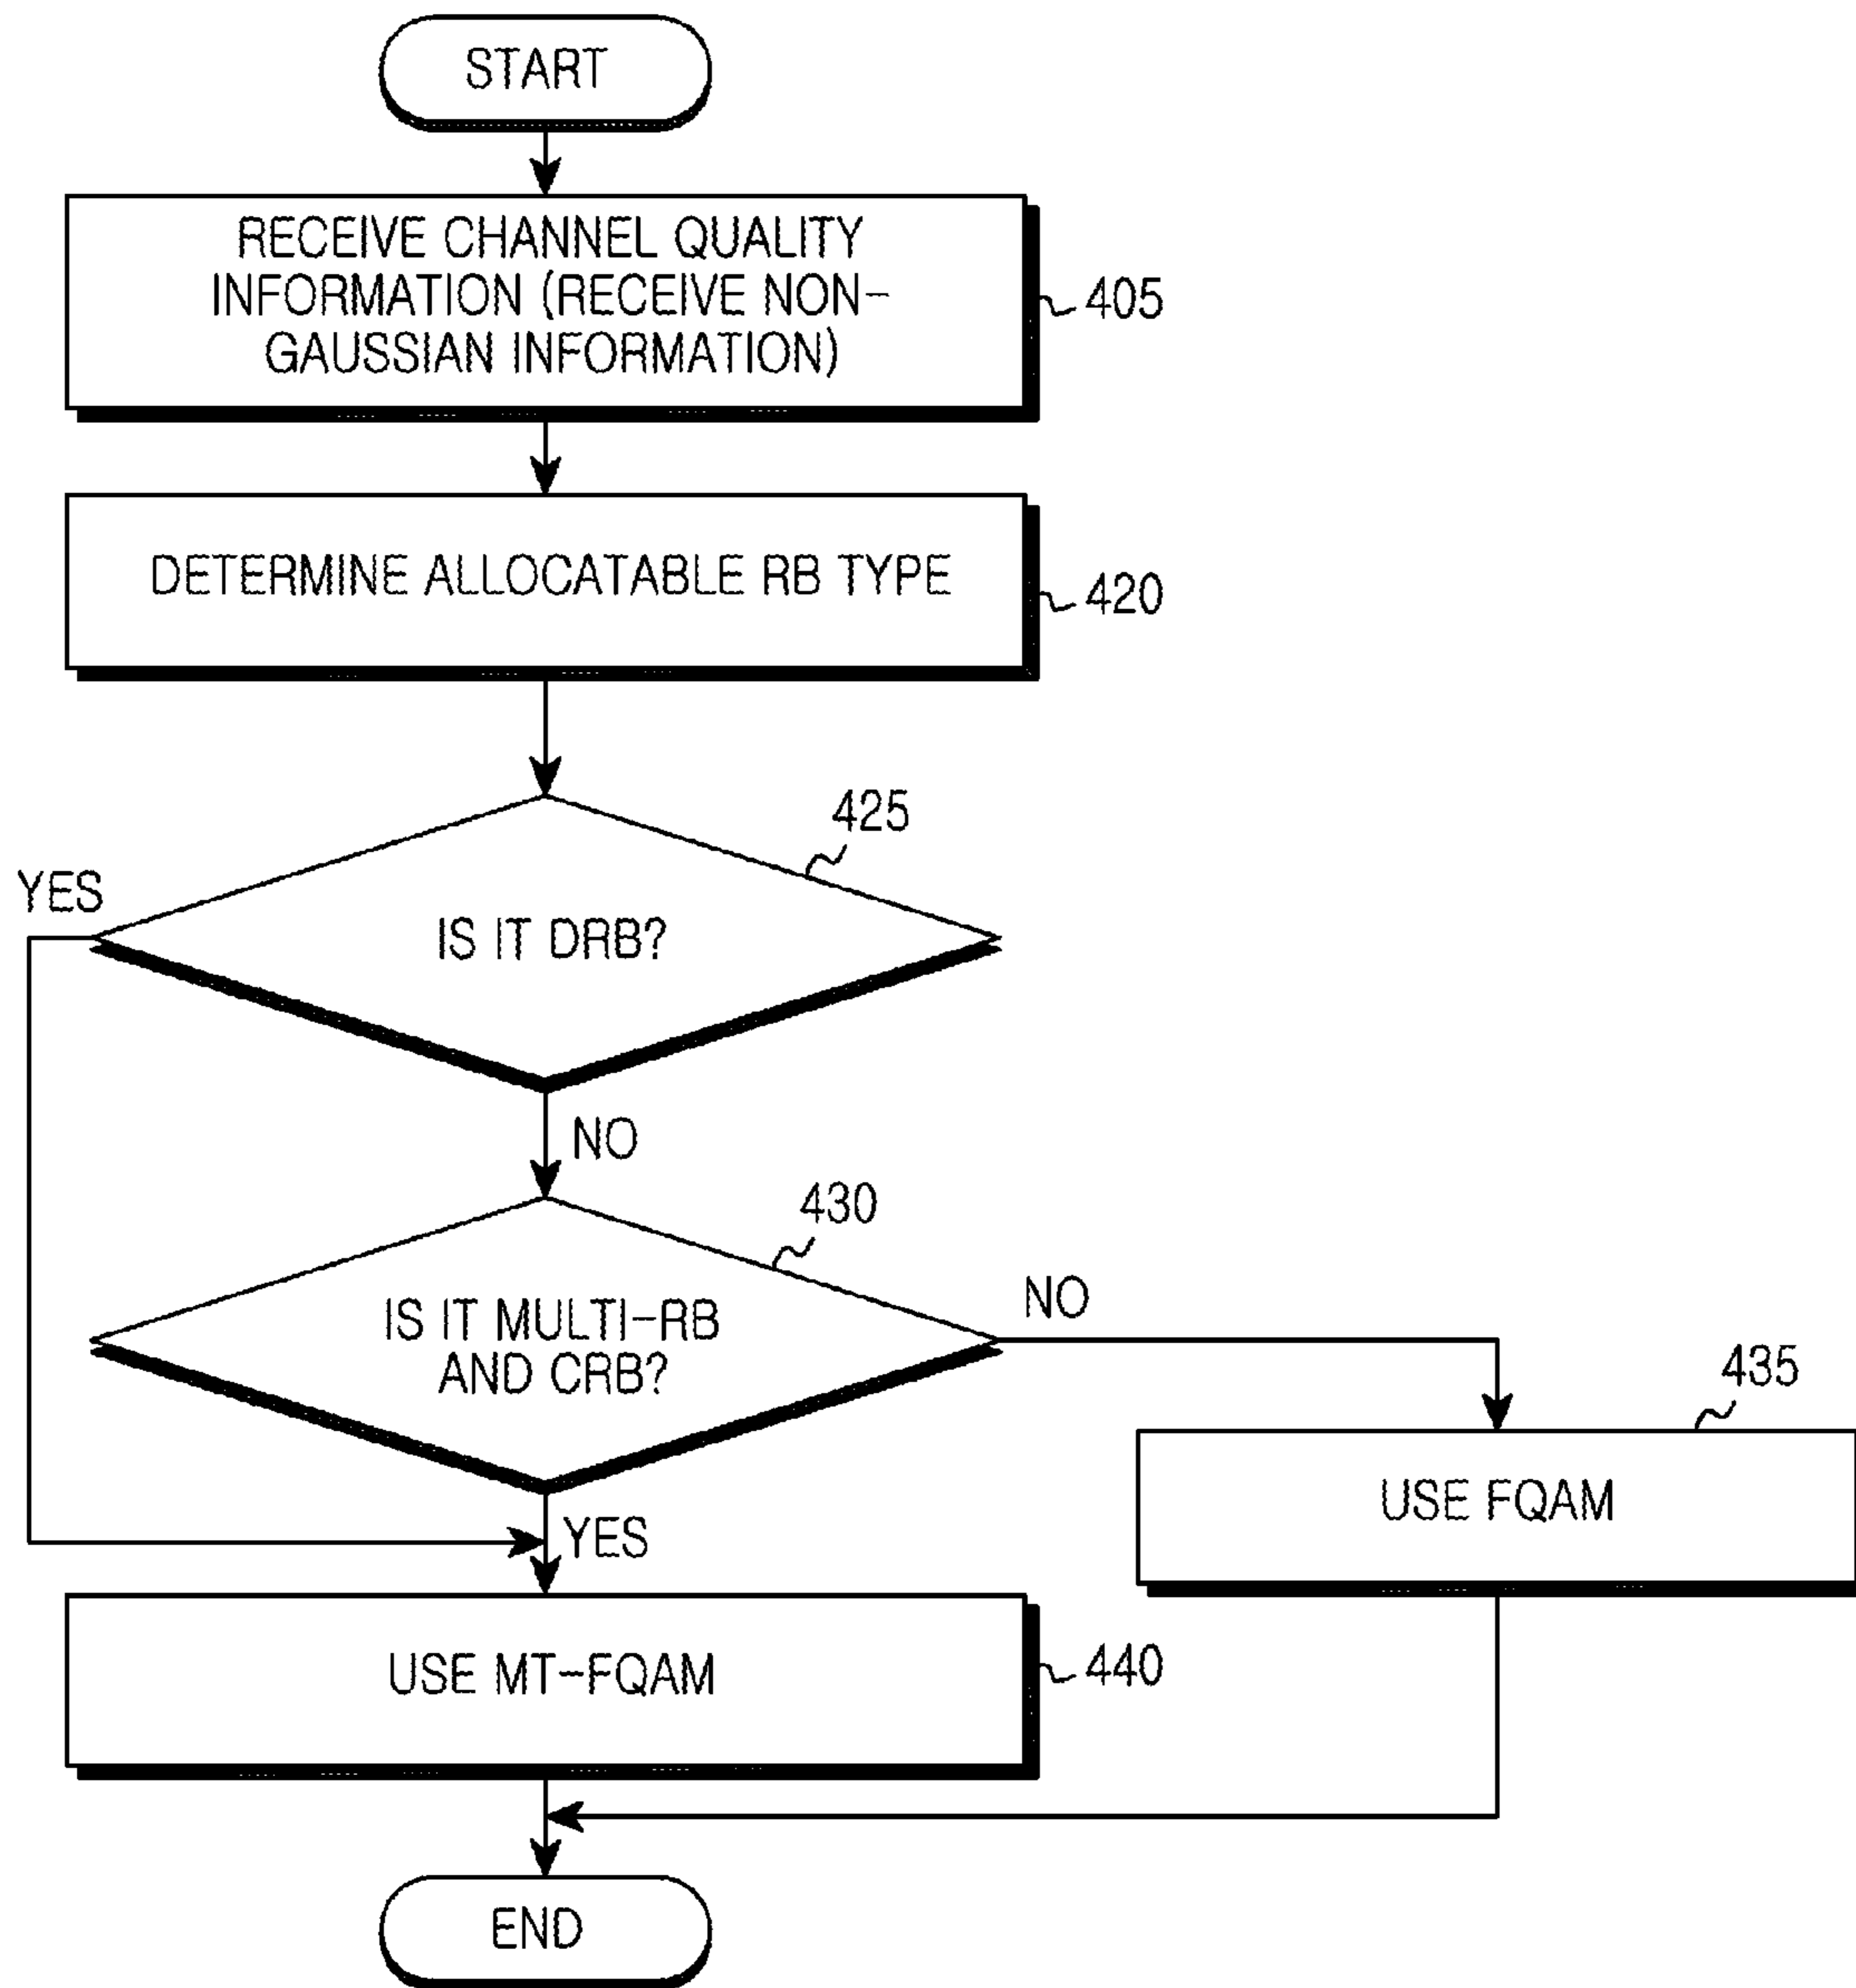 START
RECEIVE CHANNEL QUALITY
INFORMATION (RECEIVE NON-
GAUSSIAN INFORMATION)
405
DETERMINE ALLOCATABLE RB TYPE
420
425
YES
IS IT DRB?
NO
430
IS IT MULTI-RB
AND CRB?
NO
435
USE FQAM
YES
USE MT-FQAM
440
END